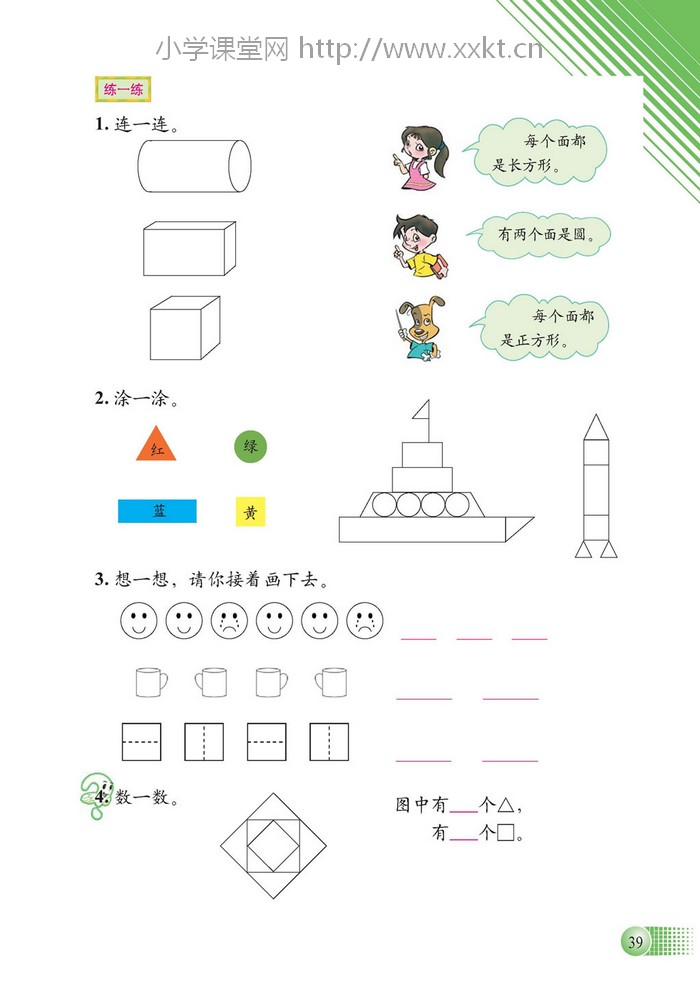 小学课堂网 http://www.xxkt.cn
练一练
1. 连一连。
每个面都
是长方形。
有两个面是圆。
每个面都
是正方形。
2. 涂一涂。
红
绿
蓝
黄
3. 想一想，请你接着画下去。
4. 数一数。
图中有___个△，
有___个□。
39